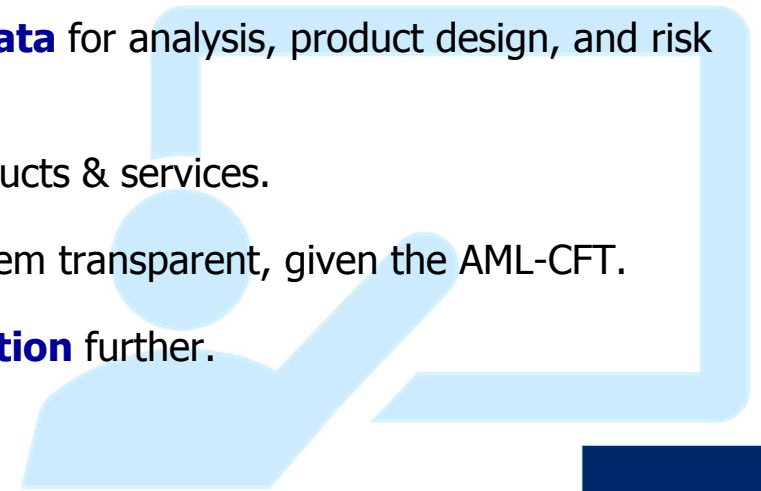 ata for analysis, product design, and risk
ucts & services.
em transparent, given the AML-CFT.
tion further.